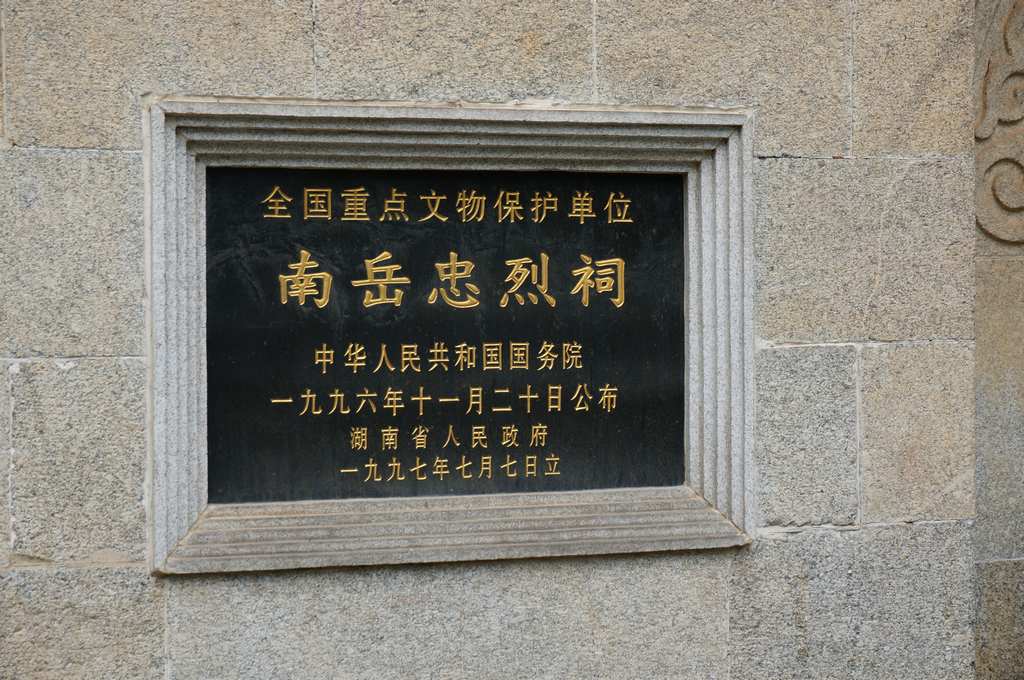 全国重点文物保护单位
南岳忠烈祠
中华人民共和国国务院
一九九六年十一月二十日公布
湖南省人民政府
一九九七年七月七日立